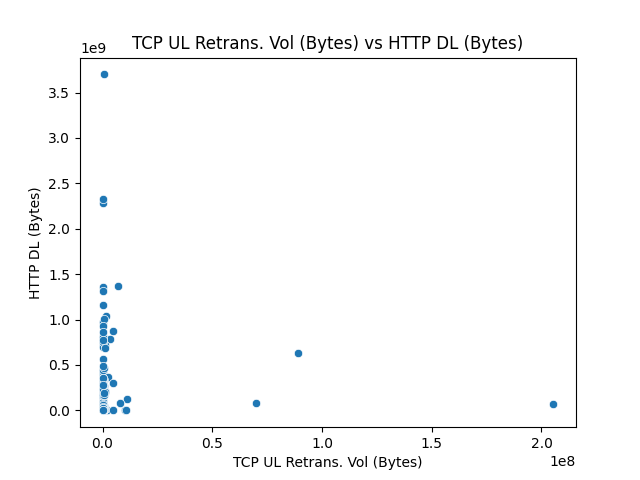 TCP UL Retrans. Vol (Bytes) vs HTTP DL (Bytes)
1e9
3.5
3.0
2.5
2.0
1.5
1.0
0.5
0.0
HTTP DL (Bytes)
0.0 0.5 1.0 1.5 2.0
1e8
TCP UL Retrans. Vol (Bytes)